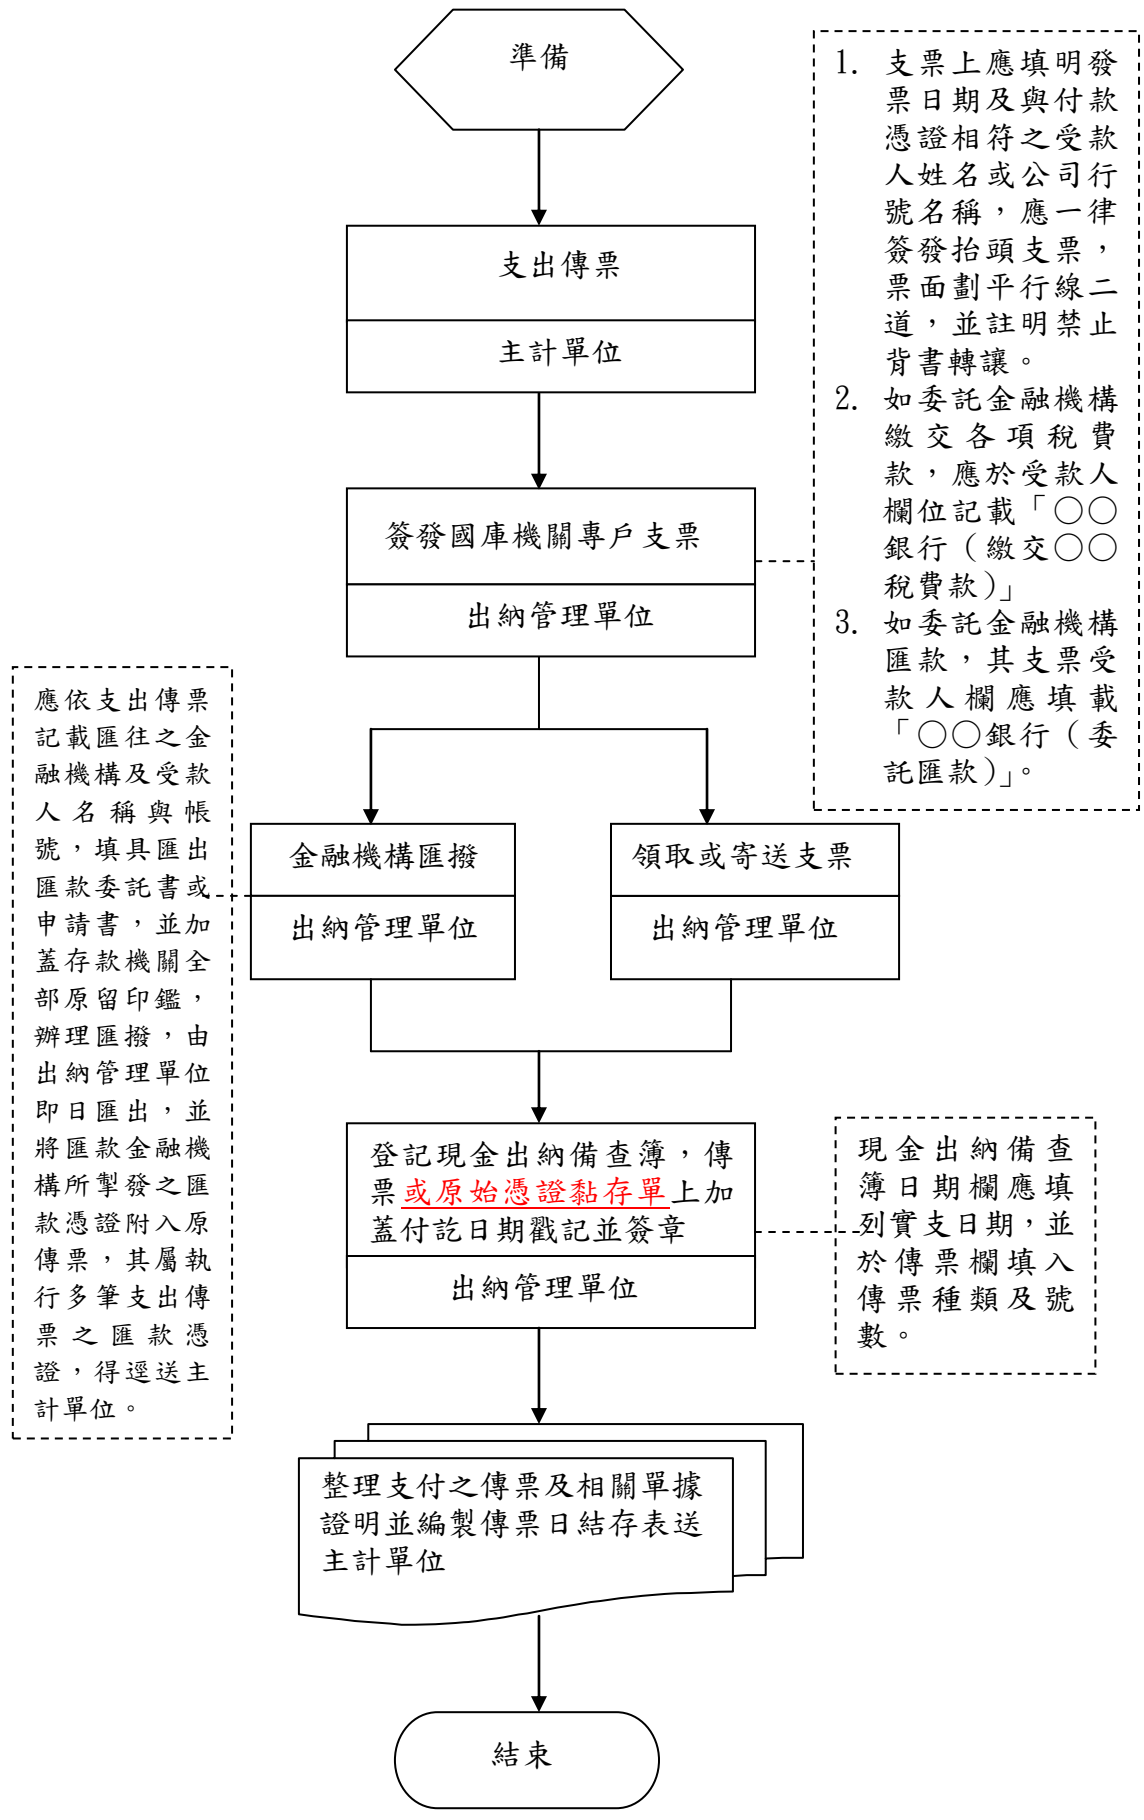 準備
1. 支票上應填明發
票日期及與付款
憑證相符之受款
人姓名或公司行
號名稱，應一律
簽發抬頭支票，
票面劃平行線二
道，並註明禁止
背書轉讓。
2. 如委託金融機構
繳交各項稅費
款，應於受款人
欄位記載「○○
銀行（繳交○○
稅費款)」
3. 如委託金融機構
匯款，其支票受
款人欄應填載
「○○銀行（委
託匯款)」。
支出傳票
主計單位
簽發國庫機關專戶支票
出納管理單位
應依支出傳票
記載匯往之金
融機構及受款
人名稱與帳
號，填具匯出
匯款委託書或
申請書，並加
蓋存款機關全
部原留印鑑，
辦理匯撥，由
出納管理單位
即日匯出，並
將匯款金融機
構所掣發之匯
款憑證附入原
傳票，其屬執
行多筆支出傳
票之匯款憑
證，得逕送主
計單位。
金融機構匯撥
出納管理單位
領取或寄送支票
出納管理單位
登記現金出納備查簿，傳
票或原始憑證黏存單上加
蓋付訖日期戳記並簽章
出納管理單位
現金出納備查
簿日期欄應填
列實支日期，並
於傳票欄填入
傳票種類及號
數。
整理支付之傳票及相關單據
證明並編製傳票日結存表送
主計單位
結束